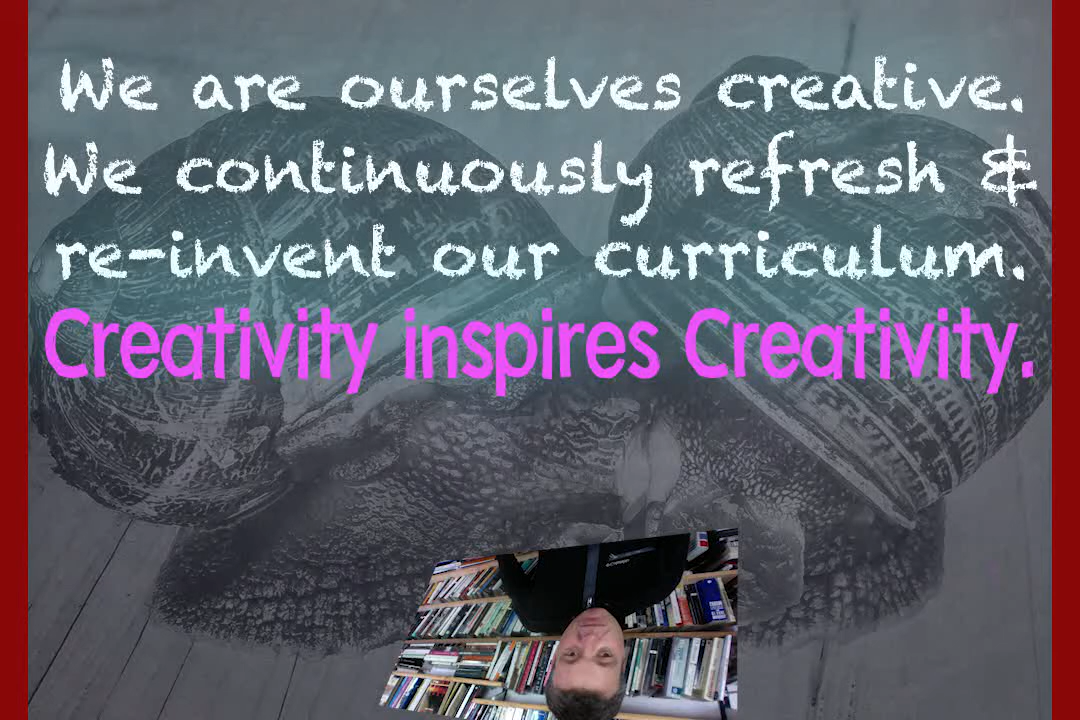 We are ourselves creative.
We continuously refresh &
re-invent our curriculum.
Creativity inspires Creativity.